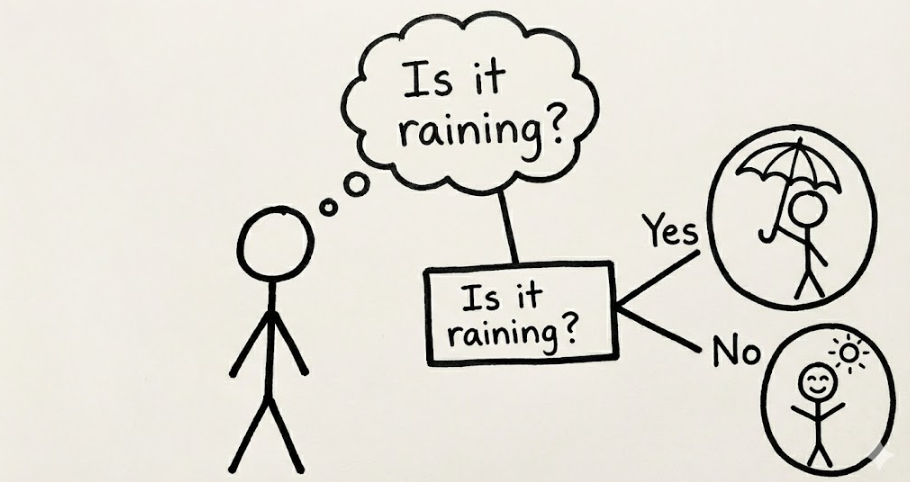 Is it
raining?
Is it
raining?
Yes
No